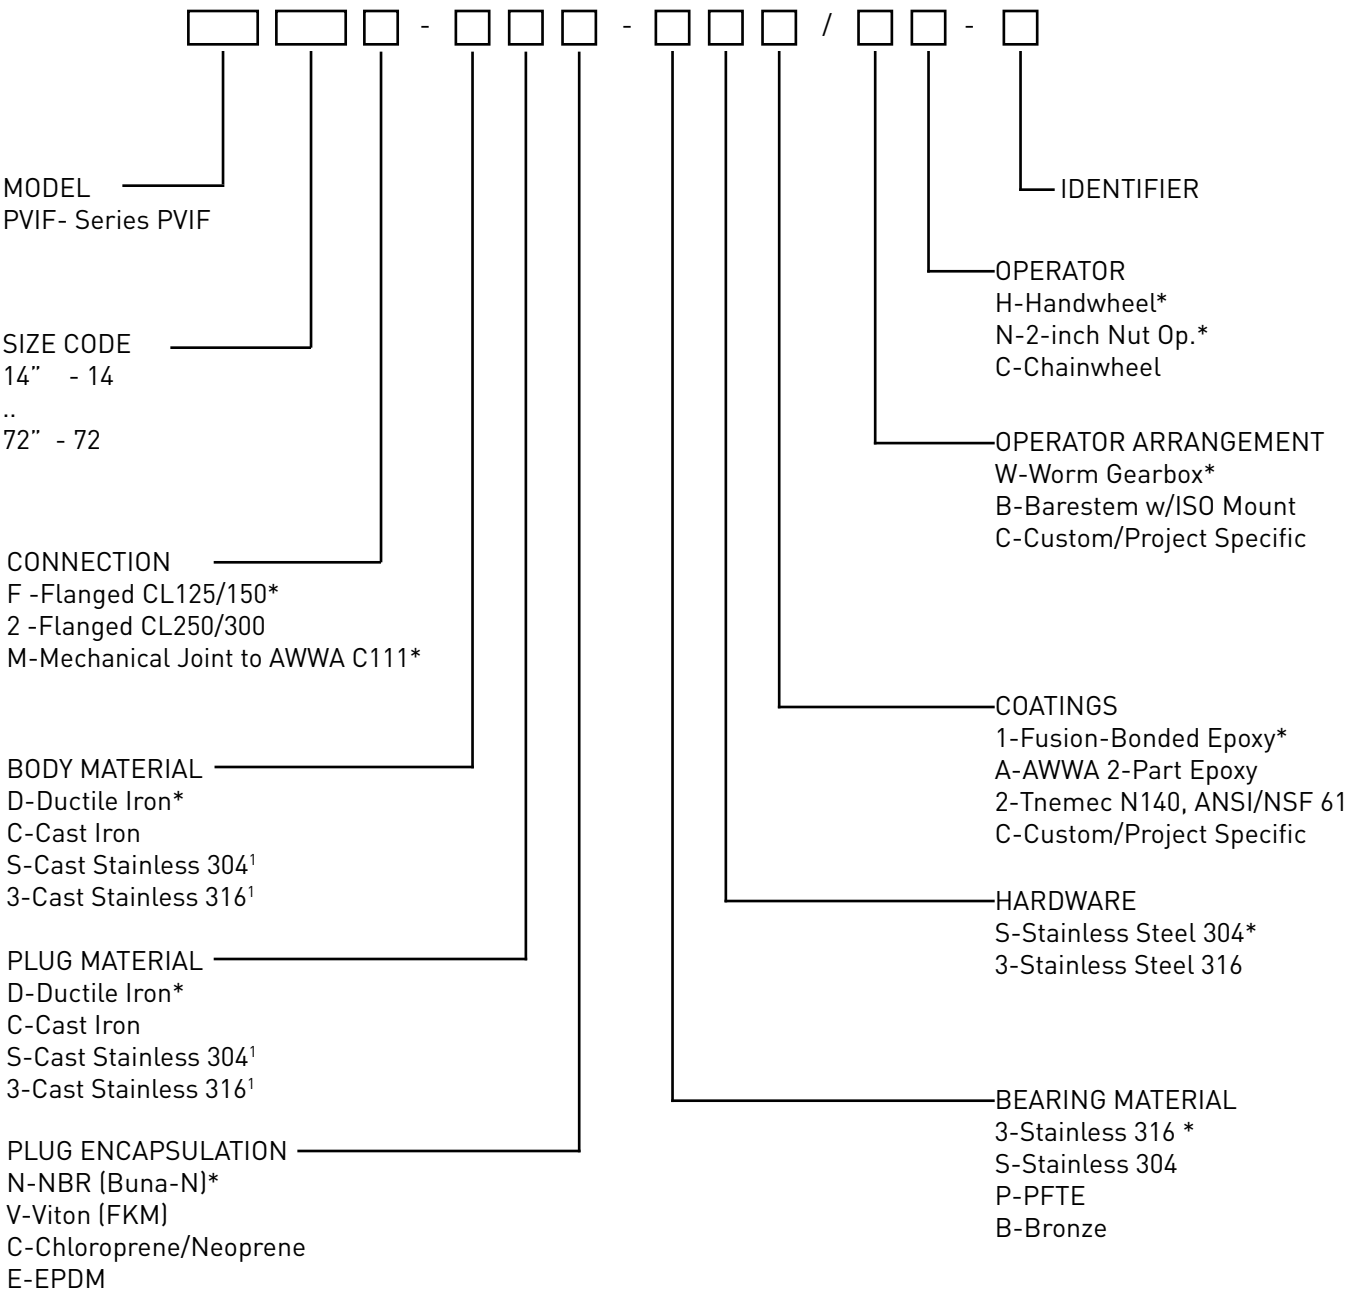 - - / -
MODEL
PVIF- Series PVIF
SIZE CODE
14” - 14
..
72” - 72
CONNECTION
F -Flanged CL125/150*
2 -Flanged CL250/300
M-Mechanical Joint to AWWA C111*
BODY MATERIAL
D-Ductile Iron*
C-Cast Iron
S-Cast Stainless 304¹
3-Cast Stainless 316¹
PLUG MATERIAL
D-Ductile Iron*
C-Cast Iron
S-Cast Stainless 304¹
3-Cast Stainless 316¹
PLUG ENCAPSULATION
N-NBR (Buna-N)*
V-Viton (FKM)
C-Chloroprene/Neoprene
E-EPDM
IDENTIFIER
OPERATOR
H-Handwheel*
N-2-inch Nut Op.*
C-Chainwheel
OPERATOR ARRANGEMENT
W-Worm Gearbox*
B-Barestem w/ISO Mount
C-Custom/Project Specific
COATINGS
1-Fusion-Bonded Epoxy*
A-AWWA 2-Part Epoxy
2-Tnemec N140, ANSI/NSF 61
C-Custom/Project Specific
HARDWARE
S-Stainless Steel 304*
3-Stainless Steel 316
BEARING MATERIAL
3-Stainless 316 *
S-Stainless 304
P-PFTE
B-Bronze